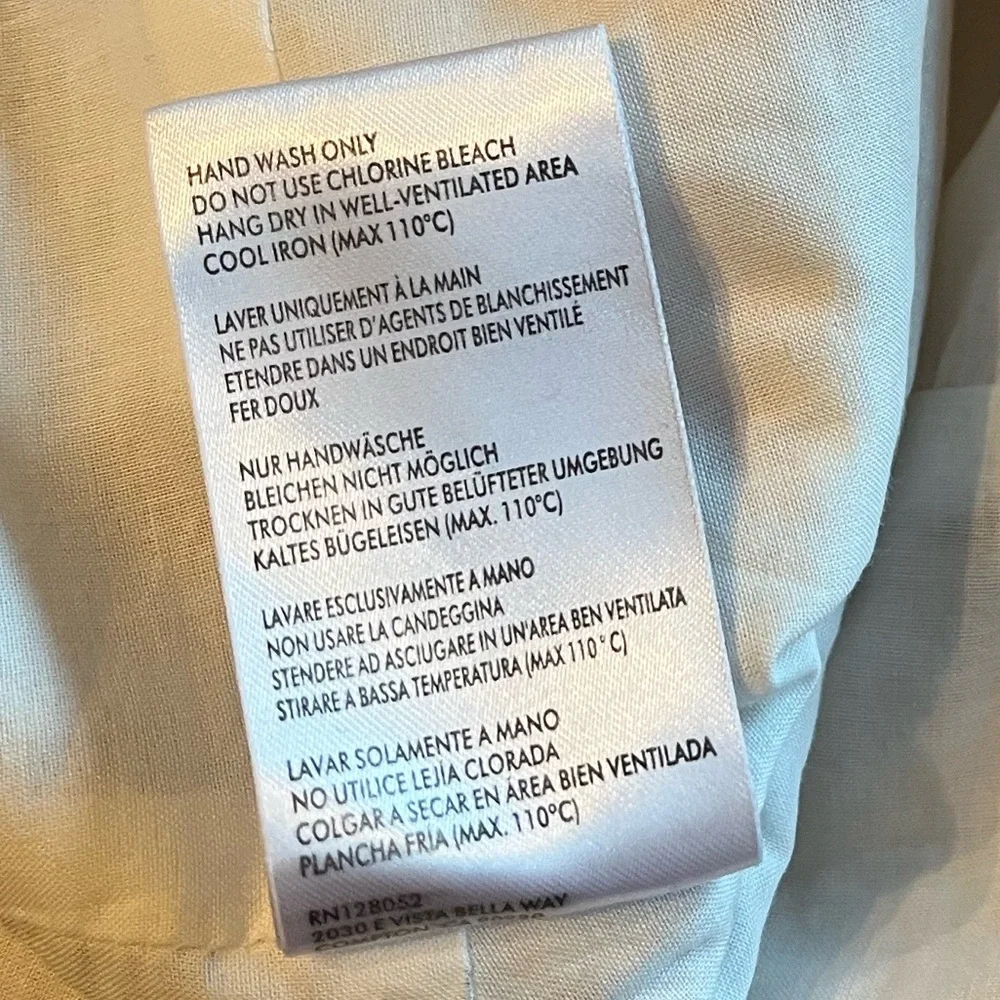 HAND WASH ONLY
DO NOT USE CHLORINE BLEACH
HANG DRY IN WELL-VENTILATED AREA
COOL IRON (MAX 110°C)
LAVER UNIQUEMENT À LA MAIN
NE PAS UTILISER D'AGENTS DE BLANCHISSEMENT
ETENDRE DANS UN ENDROIT BIEN VENTILÉ
FER DOUX
NUR HANDWÄSCHE
BLEICHEN NICHT MÖGLICH
TROCKNEN IN GUTE BELÜFTETER UMGEBUNG
KALTES BÜGELEISEN (MAX. 110°C)
LAVARE ESCLUSIVAMENTE A MANO
NON USARE LA CANDEGGINA
STENDERE AD ASCIUGARE IN UN'AREA BEN VENTILATA
STIRARE A BASSA TEMPERATURA (MAX 110°C)
LAVAR SOLAMENTE A MANO
NO UTILICE LEJÍA CLORADA
COLGAR A SECAR EN ÁREA BIEN VENTILADA
PLANCHA FRÍA (MAX. 110°C)
RN128052
2030 E VISTA BELLA WAY
COMPTON